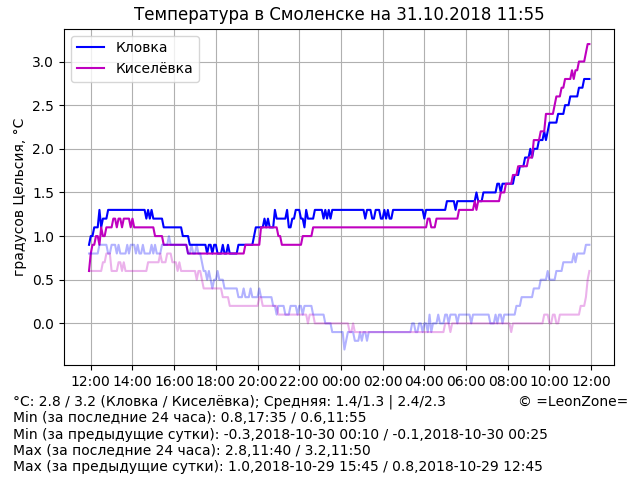 Температура в Смоленске на 31.10.2018 11:55
Кловка
Киселёвка
градусов Цельсия, °C
3.0
2.5
2.0
1.5
1.0
0.5
0.0
12:00 14:00 16:00 18:00 20:00 22:00 00:00 02:00 04:00 06:00 08:00 10:00 12:00
°C: 2.8 / 3.2 (Кловка / Киселёвка); Средняя: 1.4/1.3 | 2.4/2.3 © =LeonZone=
Min (за последние 24 часа): 0.8,17:35 / 0.6,11:55
Min (за предыдущие сутки): -0.3,2018-10-30 00:10 / -0.1,2018-10-30 00:25
Max (за последние 24 часа): 2.8,11:40 / 3.2,11:50
Max (за предыдущие сутки): 1.0,2018-10-29 15:45 / 0.8,2018-10-29 12:45